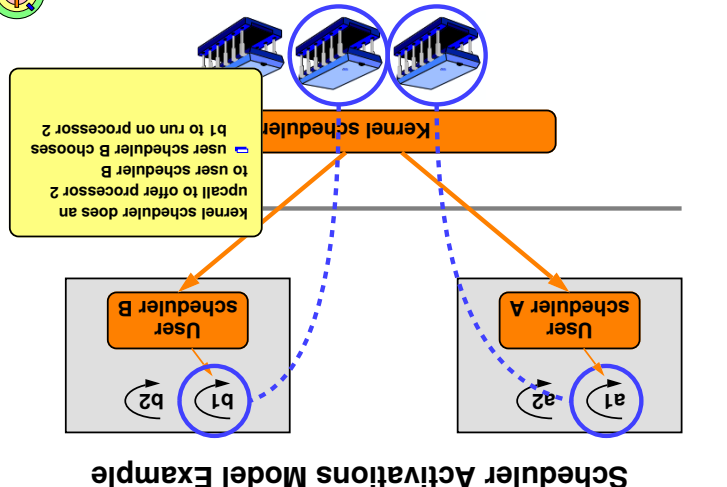 Scheduler Activations Model Example
a1
a2
b1
b2
User
scheduler A
User
scheduler B
kernel scheduler does an
upcall to offer processor 2
to user scheduler B
user scheduler B chooses
b1 to run on processor 2
Kernel scheduler